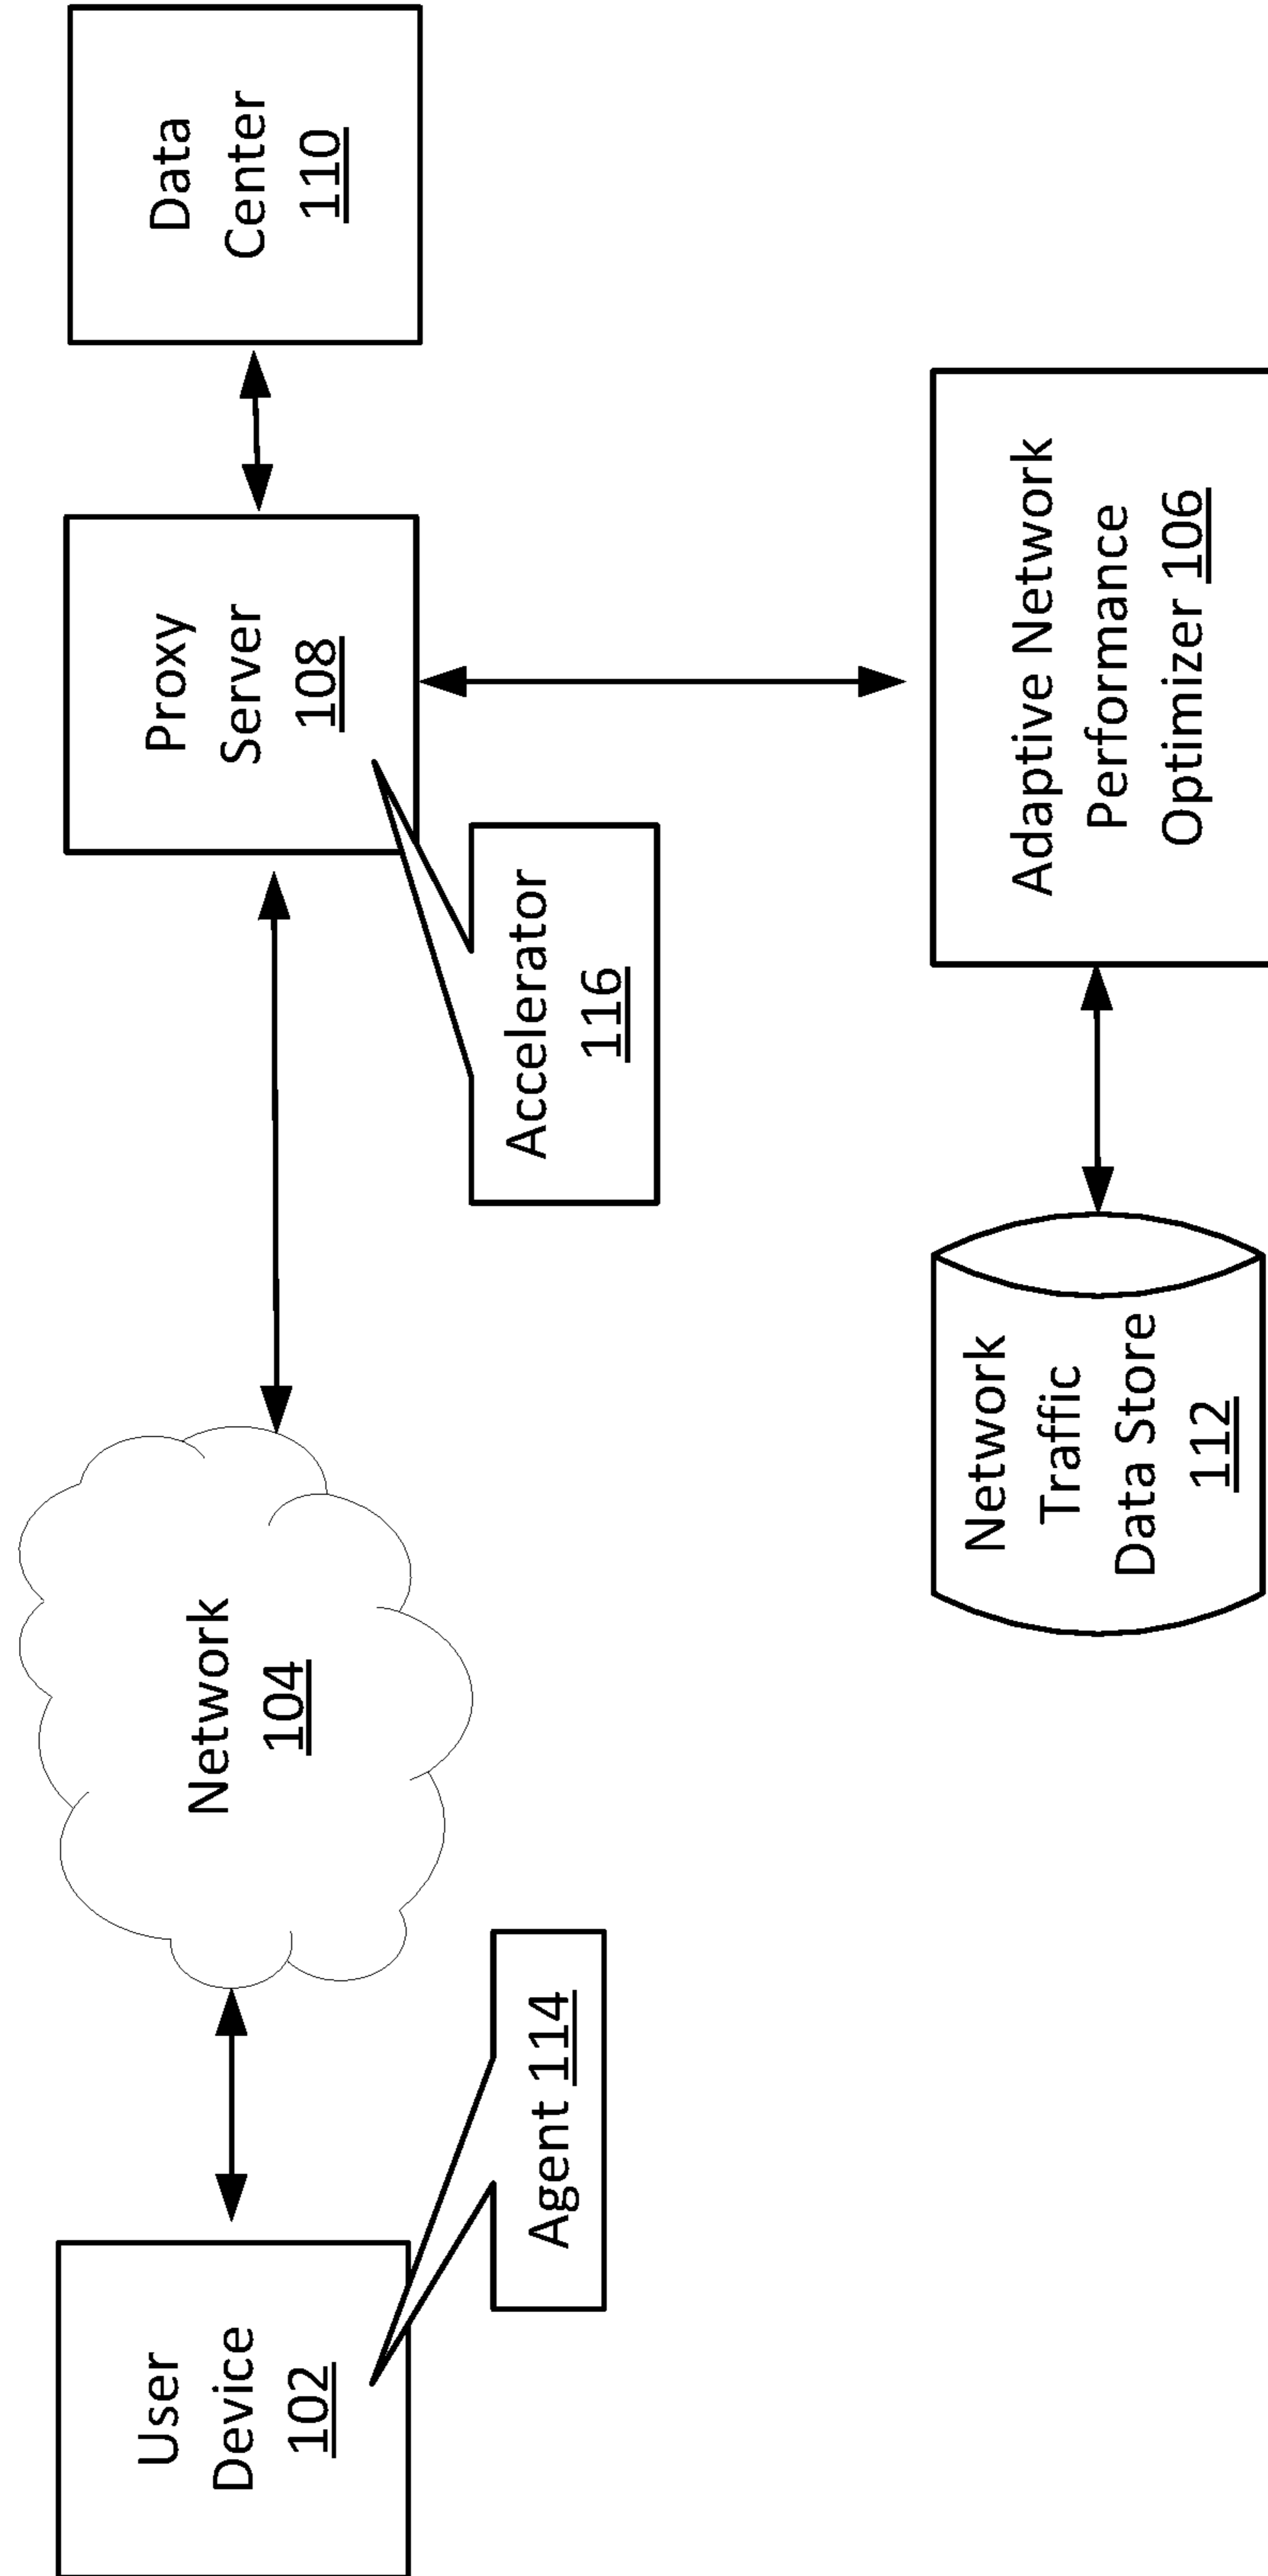 User
Device
102
Agent 114
Network
104
Accelerator
116
Proxy
Server
108
Data
Center
110
Network
Traffic
Data Store
112
Adaptive Network
Performance
Optimizer 106